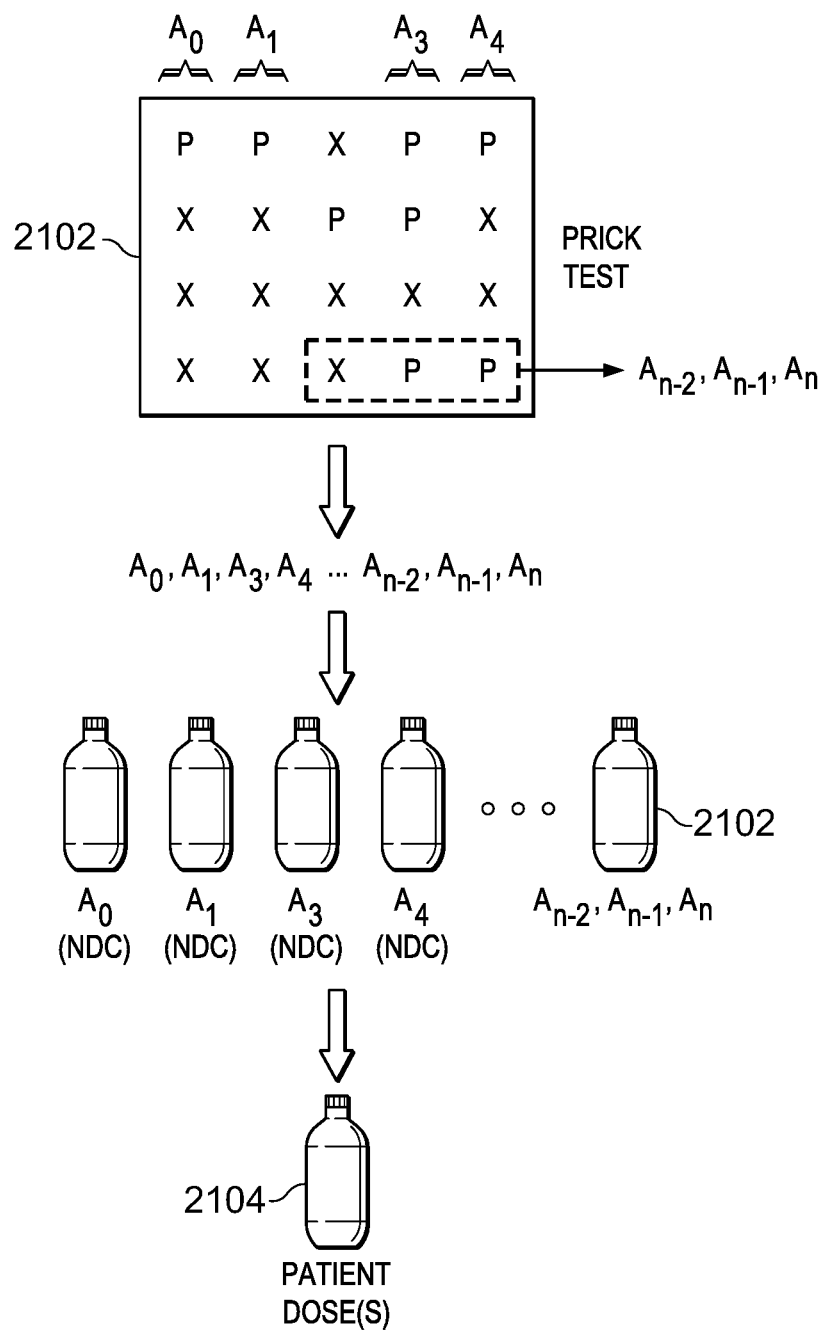 A0 A1 A3 A4
P P X P P
X X P P X
2102
PRICK
TEST
X X X X X
X X X P P
An-2, An-1, An
A0, A1, A3, A4 ... An-2, An-1, An
2102
A0 A1 A3 A4 An-2, An-1, An
(NDC) (NDC) (NDC) (NDC)
2104
PATIENT
DOSE(S)